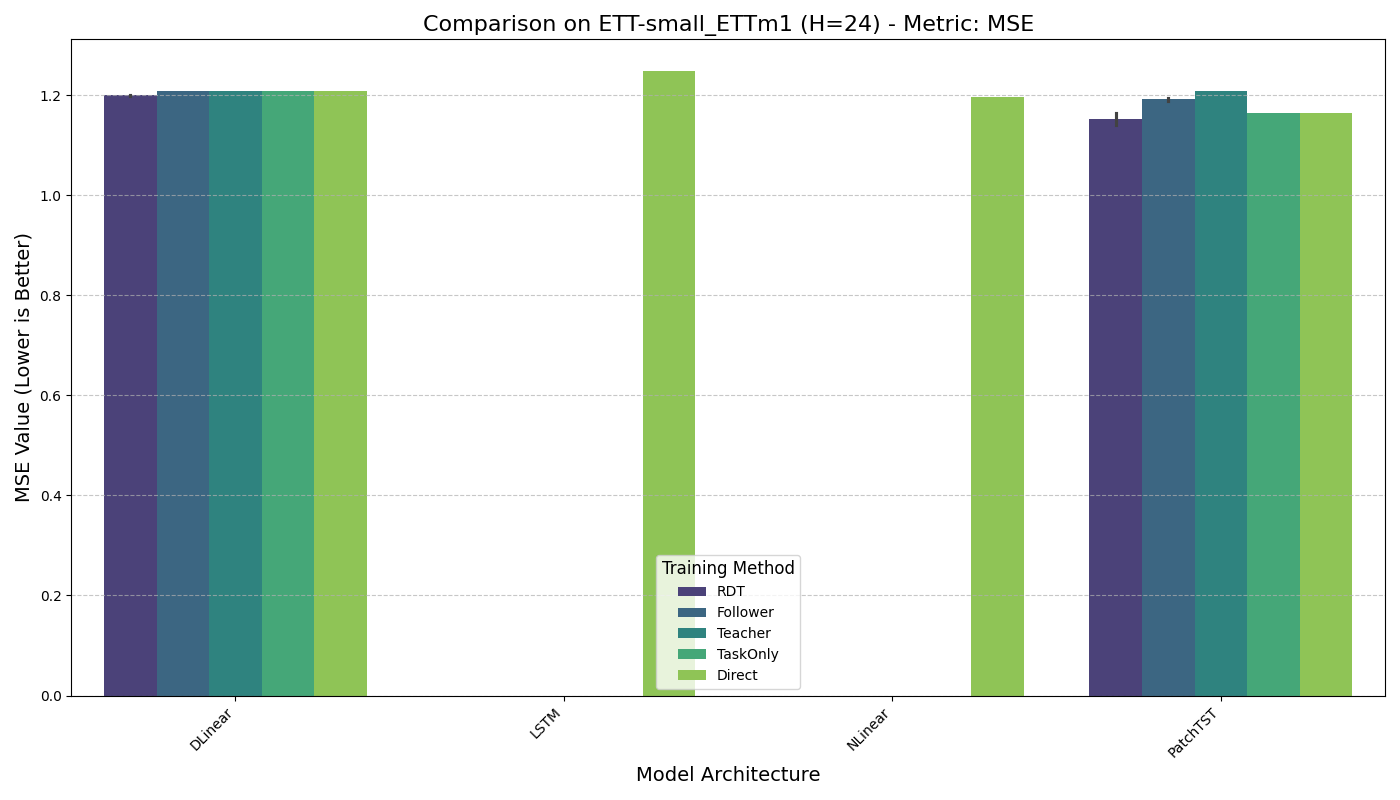 Comparison on ETT-small_ETTm1 (H=24) - Metric: MSE
MSE Value (Lower is Better)
1.2
1.0
0.8
0.6
0.4
0.2
0.0
Training Method
RDT
Follower
Teacher
TaskOnly
Direct
DLinear
LSTM
NLinear
PatchTST
Model Architecture